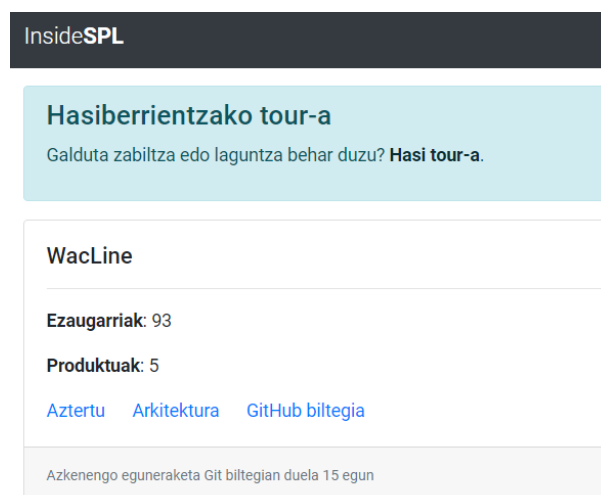 InsideSPL
Hasiberrientzako tour-a
Galduta zabiltza edo laguntza behar duzu? Hasi tour-a.
WacLine
Ezaugarriak: 93
Produktuak: 5
Aztertu Arkitektura GitHub biltegia
Azkenengo eguneraketa Git biltegian duela 15 egun